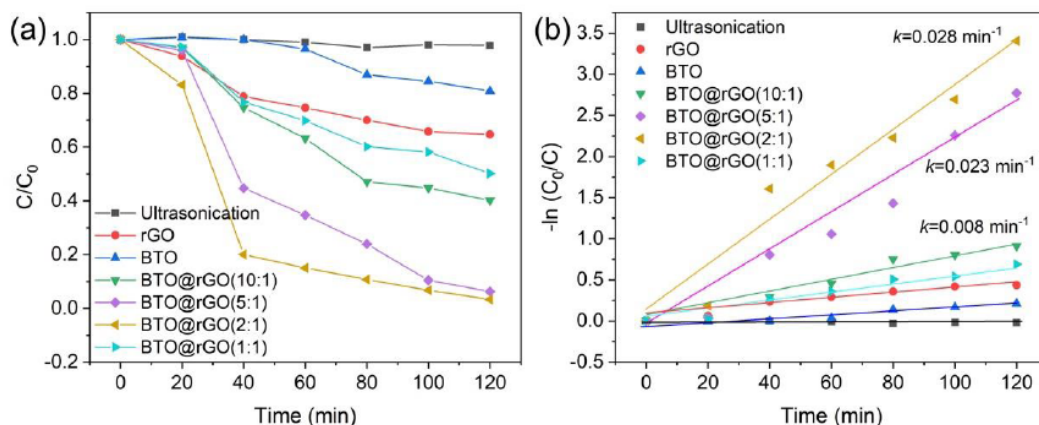 (a)
C/C0
1.0
0.8
0.6
0.4
0.2
0.0
-0.2
Ultrasonication
rGO
BTO
BTO@rGO(10:1)
BTO@rGO(5:1)
BTO@rGO(2:1)
BTO@rGO(1:1)
0 20 40 60 80 100 120
Time (min)
(b)
-ln (C0/C)
3.5
3.0
2.5
2.0
1.5
1.0
0.5
0.0
-0.5
Ultrasonication
rGO
BTO
BTO@rGO(10:1)
BTO@rGO(5:1)
BTO@rGO(2:1)
BTO@rGO(1:1)
k=0.028 min-1
k=0.023 min-1
k=0.008 min-1
0 20 40 60 80 100 120
Time (min)